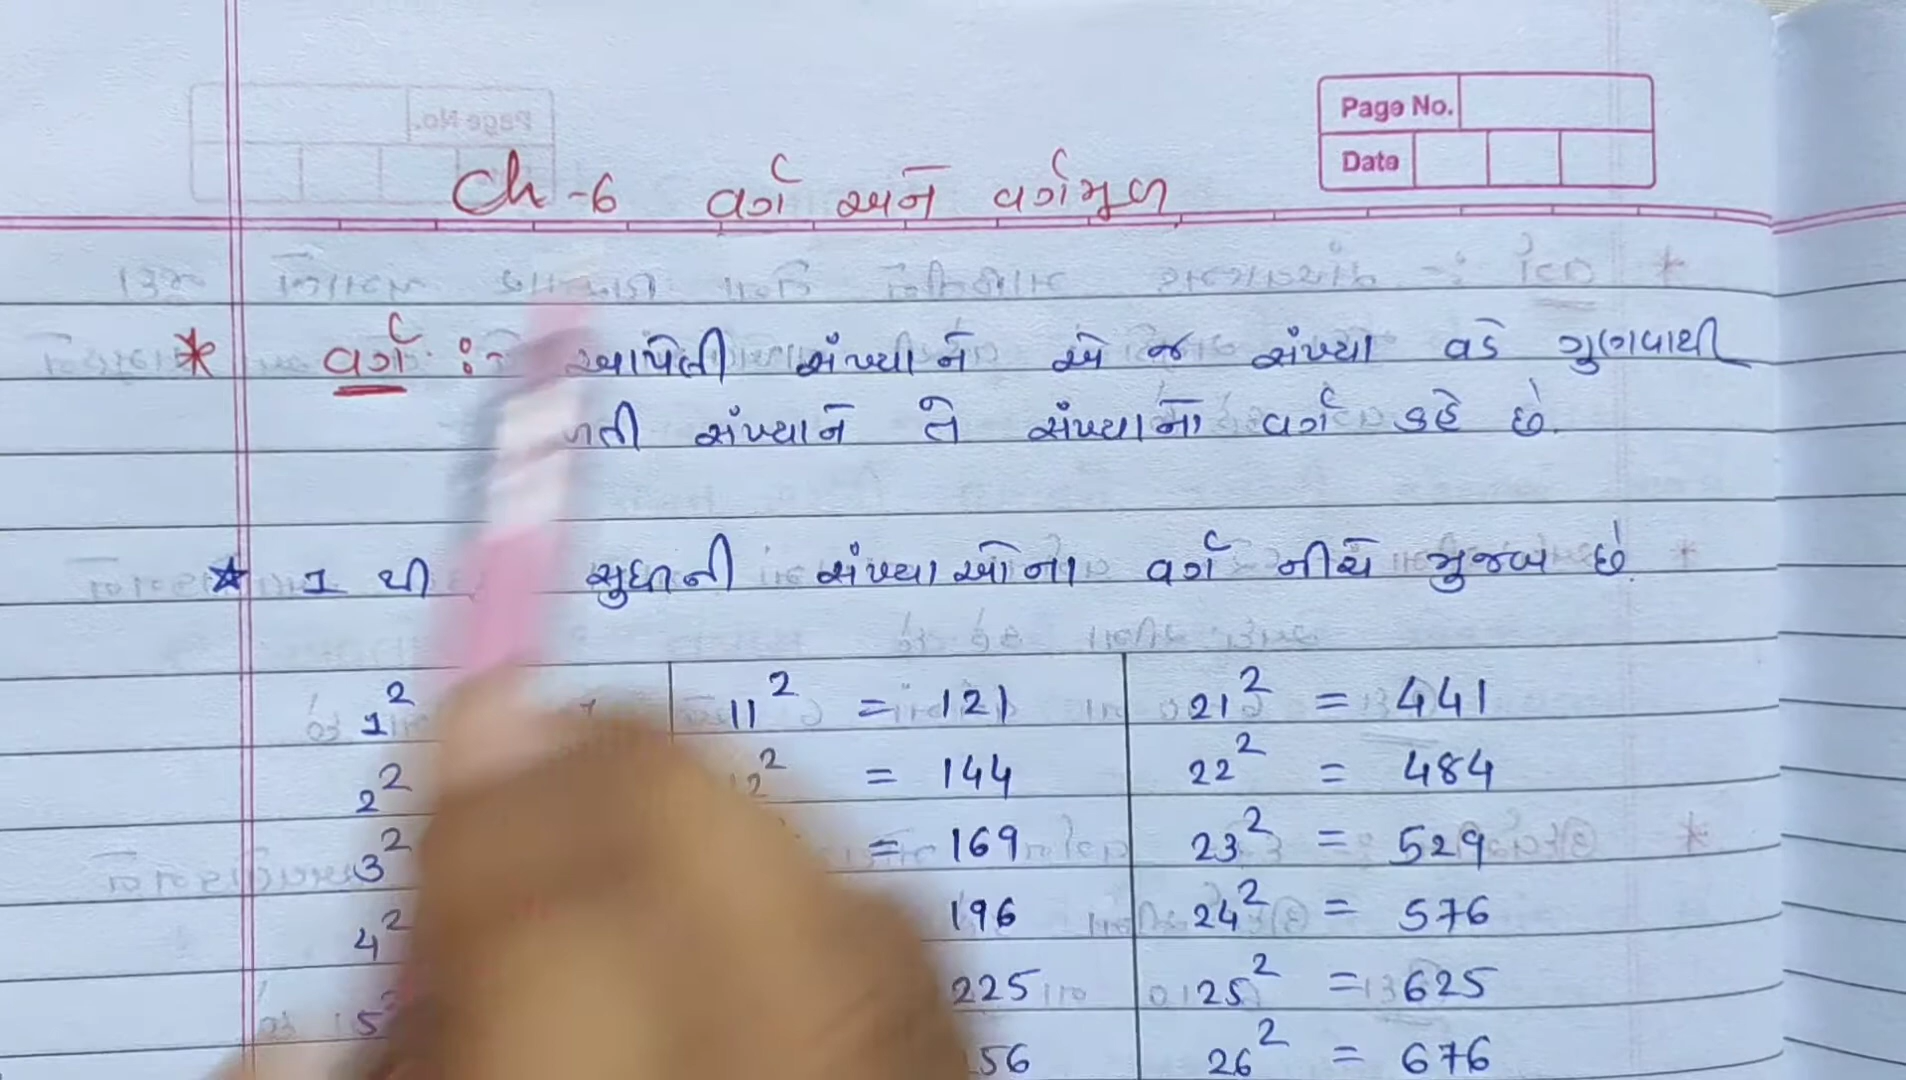 Page No.
Date
Ch-6 વર્ગ અને વર્ગમૂળ
* વર્ગ :- આપેલી સંખ્યાને એ જ સંખ્યા વડે ગુણવાથી
સંખ્યાને તે સંખ્યાનો વર્ગ કહે છે.
★ 1 થી સુધીની સંખ્યાઓના વર્ગ નીચે મુજબ છે.
1² 11² = 121 21² = 441
2² = 144 22² = 484
3² = 169 23² = 529
4² 196 24² = 576
225 25² = 625
26² = 676